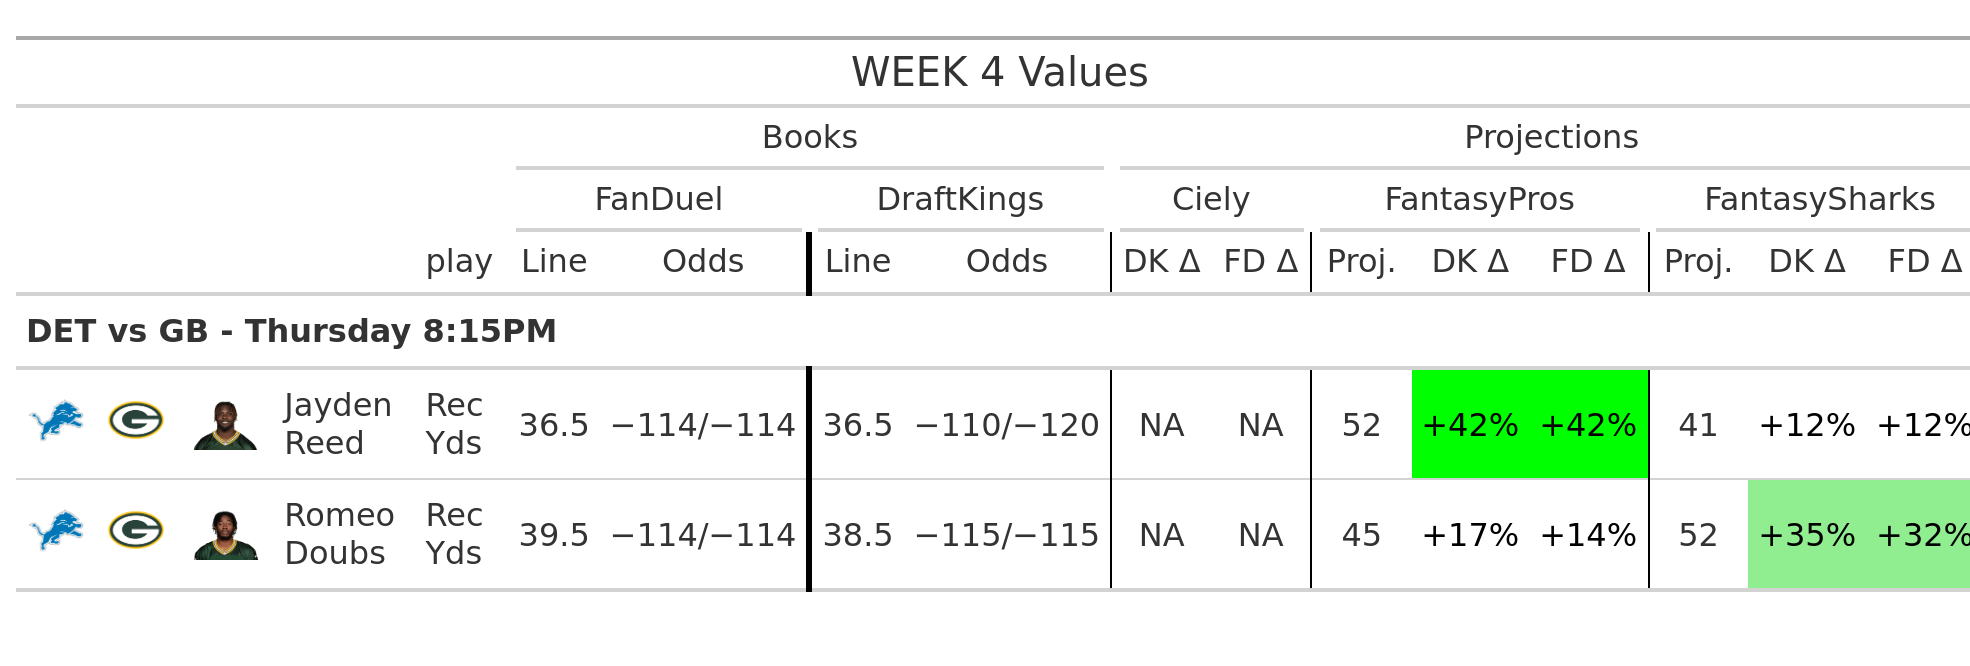 WEEK 4 Values
Books Projections
FanDuel DraftKings Ciely FantasyPros FantasySharks
play Line Odds Line Odds DK Δ FD Δ Proj. DK Δ FD Δ Proj. DK Δ FD Δ
DET vs GB - Thursday 8:15PM
Jayden Reed Rec Yds 36.5 −114/−114 36.5 −110/−120 NA NA 52 +42% +42% 41 +12% +12%
Romeo Doubs Rec Yds 39.5 −114/−114 38.5 −115/−115 NA NA 45 +17% +14% 52 +35% +32%